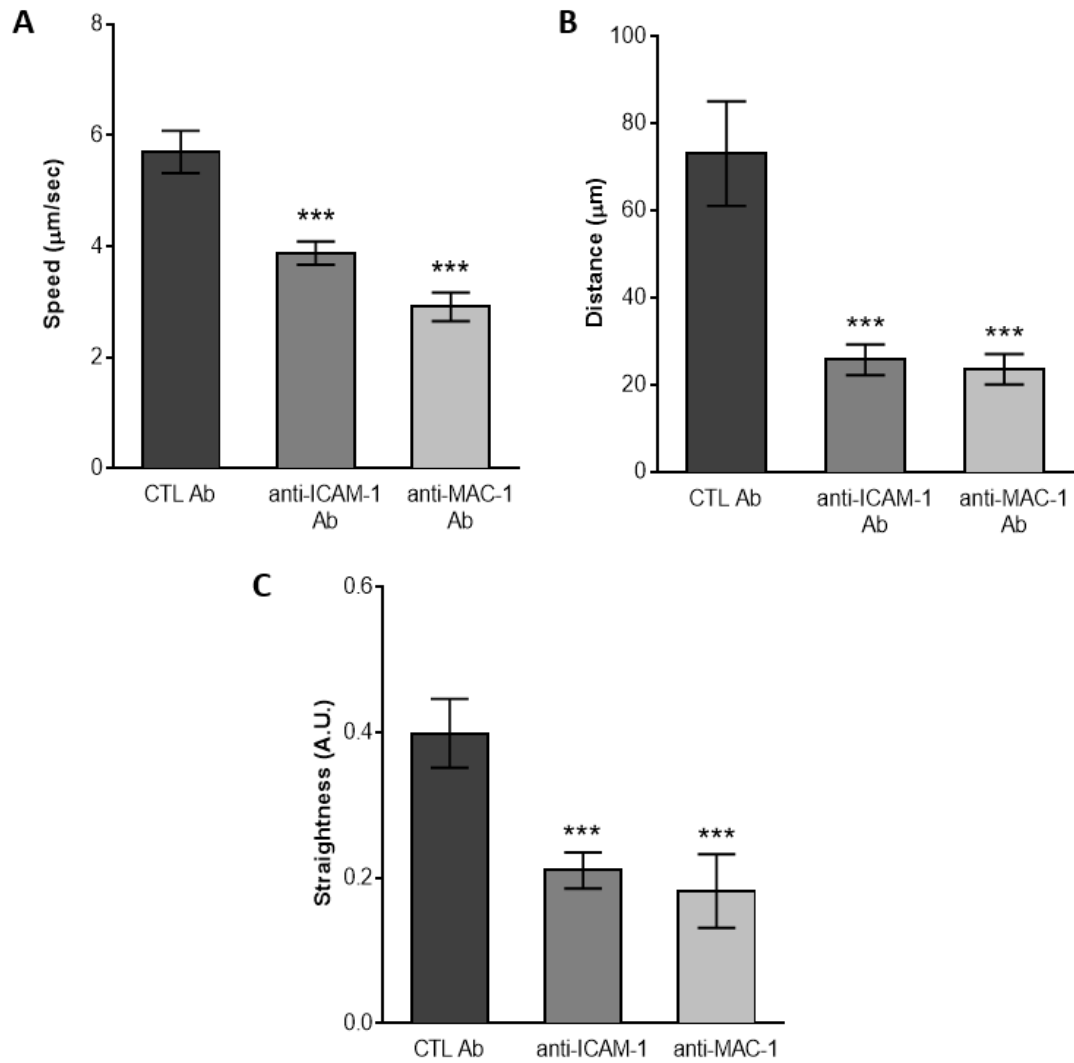 A
Speed (μm/sec)
8
6
4
2
0
***
***
CTL Ab
anti-ICAM-1
Ab
anti-MAC-1
Ab
B
Distance (μm)
100
80
60
40
20
0
***
***
CTL Ab
anti-ICAM-1
Ab
anti-MAC-1
Ab
C
Straightness (A.U.)
0.6
0.4
0.2
0.0
***
***
CTL Ab
anti-ICAM-1
anti-MAC-1